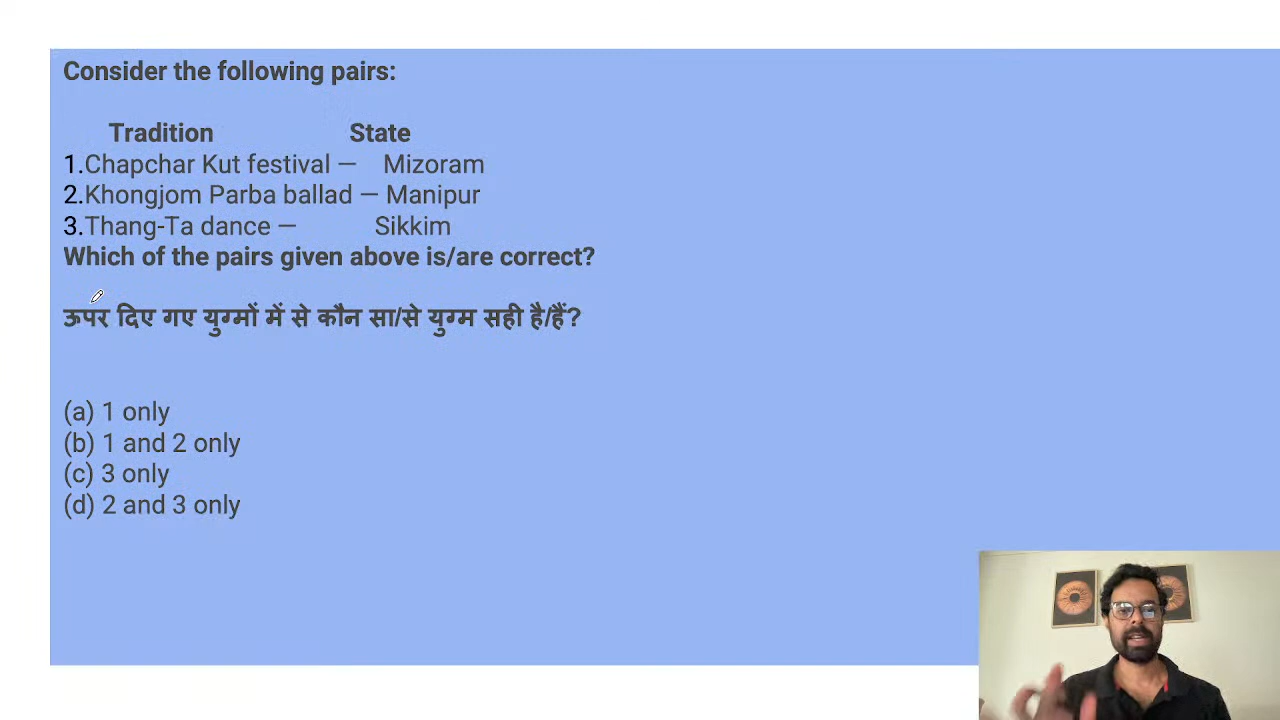 Consider the following pairs:
Tradition State
1.Chapchar Kut festival — Mizoram
2.Khongjom Parba ballad — Manipur
3.Thang-Ta dance — Sikkim
Which of the pairs given above is/are correct?
ऊपर दिए गए युग्मों में से कौन सा/से युग्म सही है/हैं?
(a) 1 only
(b) 1 and 2 only
(c) 3 only
(d) 2 and 3 only